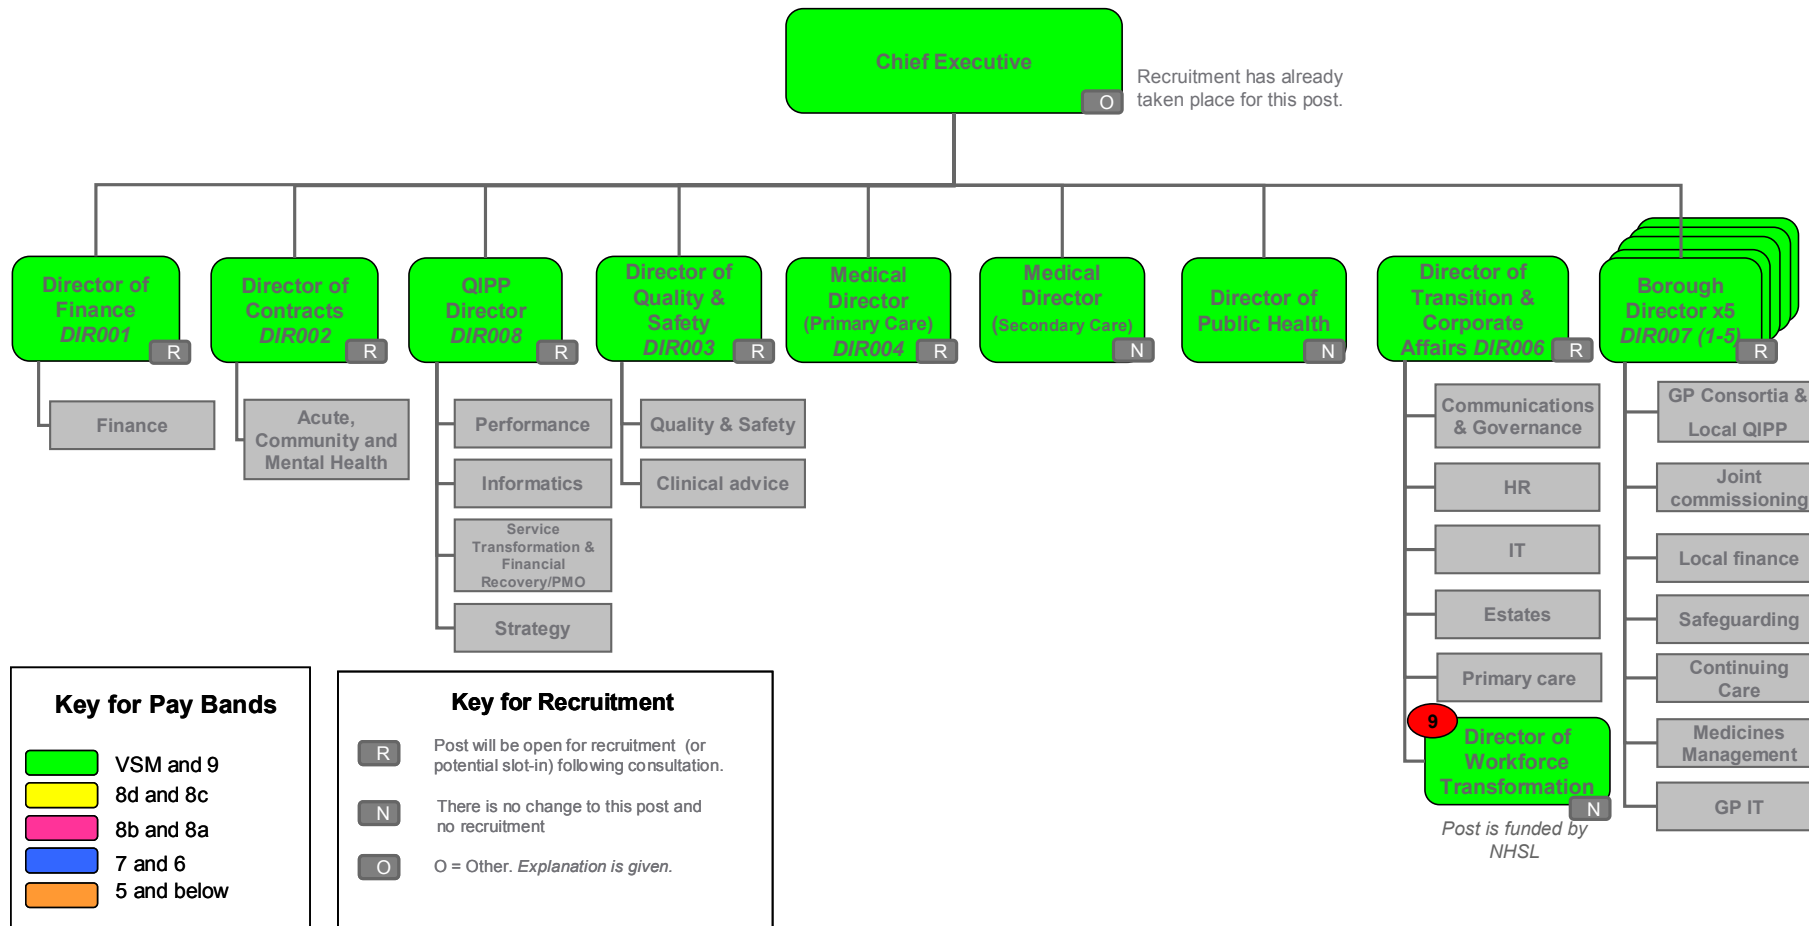 Chief Executive
O
Recruitment has already
taken place for this post.
Director of
Finance
DIR001
R
Director of
Contracts
DIR002
R
QIPP
Director
DIR008
R
Director of
Quality &
Safety
DIR003
R
Medical
Director
(Primary Care)
DIR004
R
Medical
Director
(Secondary Care)
N
Director of
Public Health
N
Director of
Transition &
Corporate
Affairs DIR006
R
Borough
Director x5
DIR007 (1-5)
R
Finance
Acute,
Community and
Mental Health
Performance
Informatics
Service
Transformation &
Financial
Recovery/PMO
Strategy
Quality & Safety
Clinical advice
Communications
& Governance
HR
IT
Estates
Primary care
9
Director of
Workforce
Transformation
N
Post is funded by
NHSL
GP Consortia &
Local QIPP
Joint
commissioning
Local finance
Safeguarding
Continuing
Care
Medicines
Management
GP IT
Key for Pay Bands
VSM and 9
8d and 8c
8b and 8a
7 and 6
5 and below
Key for Recruitment
R
Post will be open for recruitment (or
potential slot-in) following consultation.
N
There is no change to this post and
no recruitment
O
O = Other. Explanation is given.